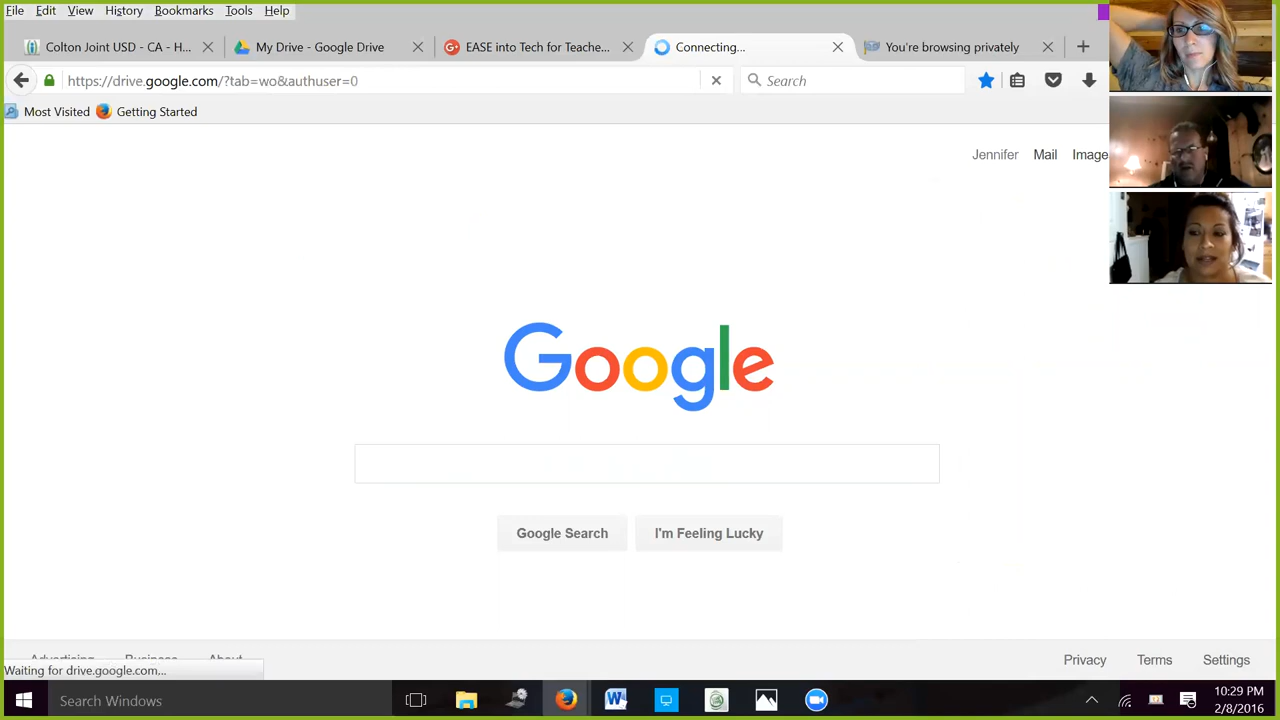 File Edit View History Bookmarks Tools Help
Colton Joint USD - CA - H... My Drive - Google Drive EASE into Tech for Teache... Connecting... You're browsing privately
https://drive.google.com/?tab=wo&authuser=0 Search
Most Visited Getting Started
Jennifer Mail Image
Google
Google Search I'm Feeling Lucky
Advertising Business About Privacy Terms Settings
Waiting for drive.google.com...
Search Windows 10:29 PM
2/8/2016